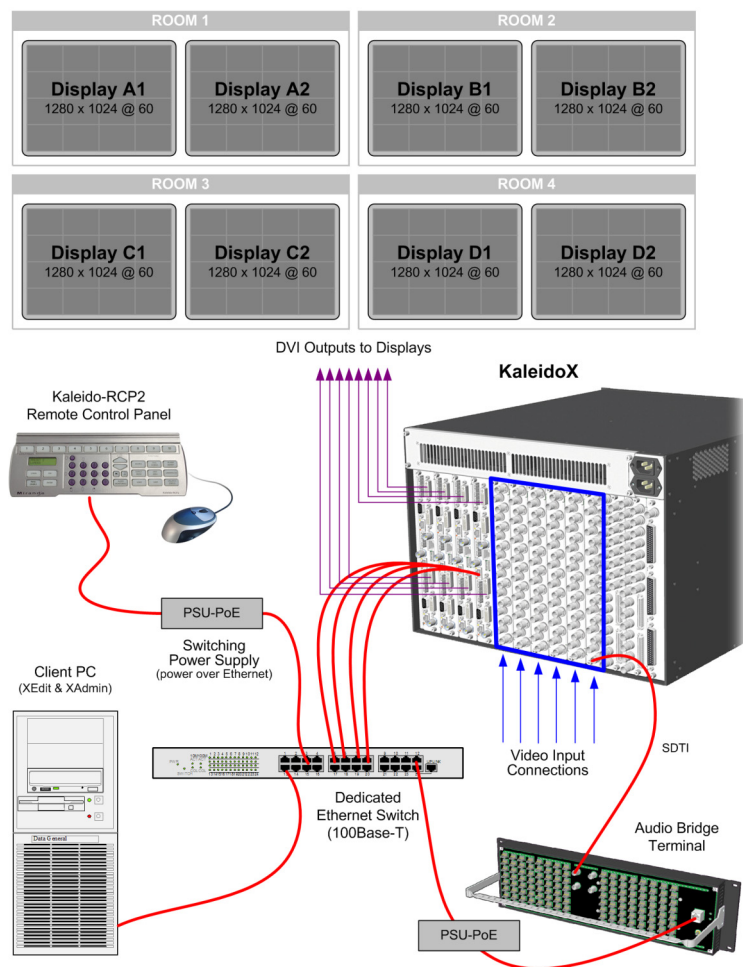 ROOM 1
ROOM 2
Display A1
1280 x 1024 @ 60
Display A2
1280 x 1024 @ 60
Display B1
1280 x 1024 @ 60
Display B2
1280 x 1024 @ 60
ROOM 3
ROOM 4
Display C1
1280 x 1024 @ 60
Display C2
1280 x 1024 @ 60
Display D1
1280 x 1024 @ 60
Display D2
1280 x 1024 @ 60
DVI Outputs to Displays
KaleidoX
Kaleido-RCP2
Remote Control Panel
PSU-PoE
Switching
Power Supply
(power over Ethernet)
Client PC
(XEdit & XAdmin)
Video Input
Connections
SDTI
Dedicated
Ethernet Switch
(100Base-T)
Audio Bridge
Terminal
Data General
PSU-PoE